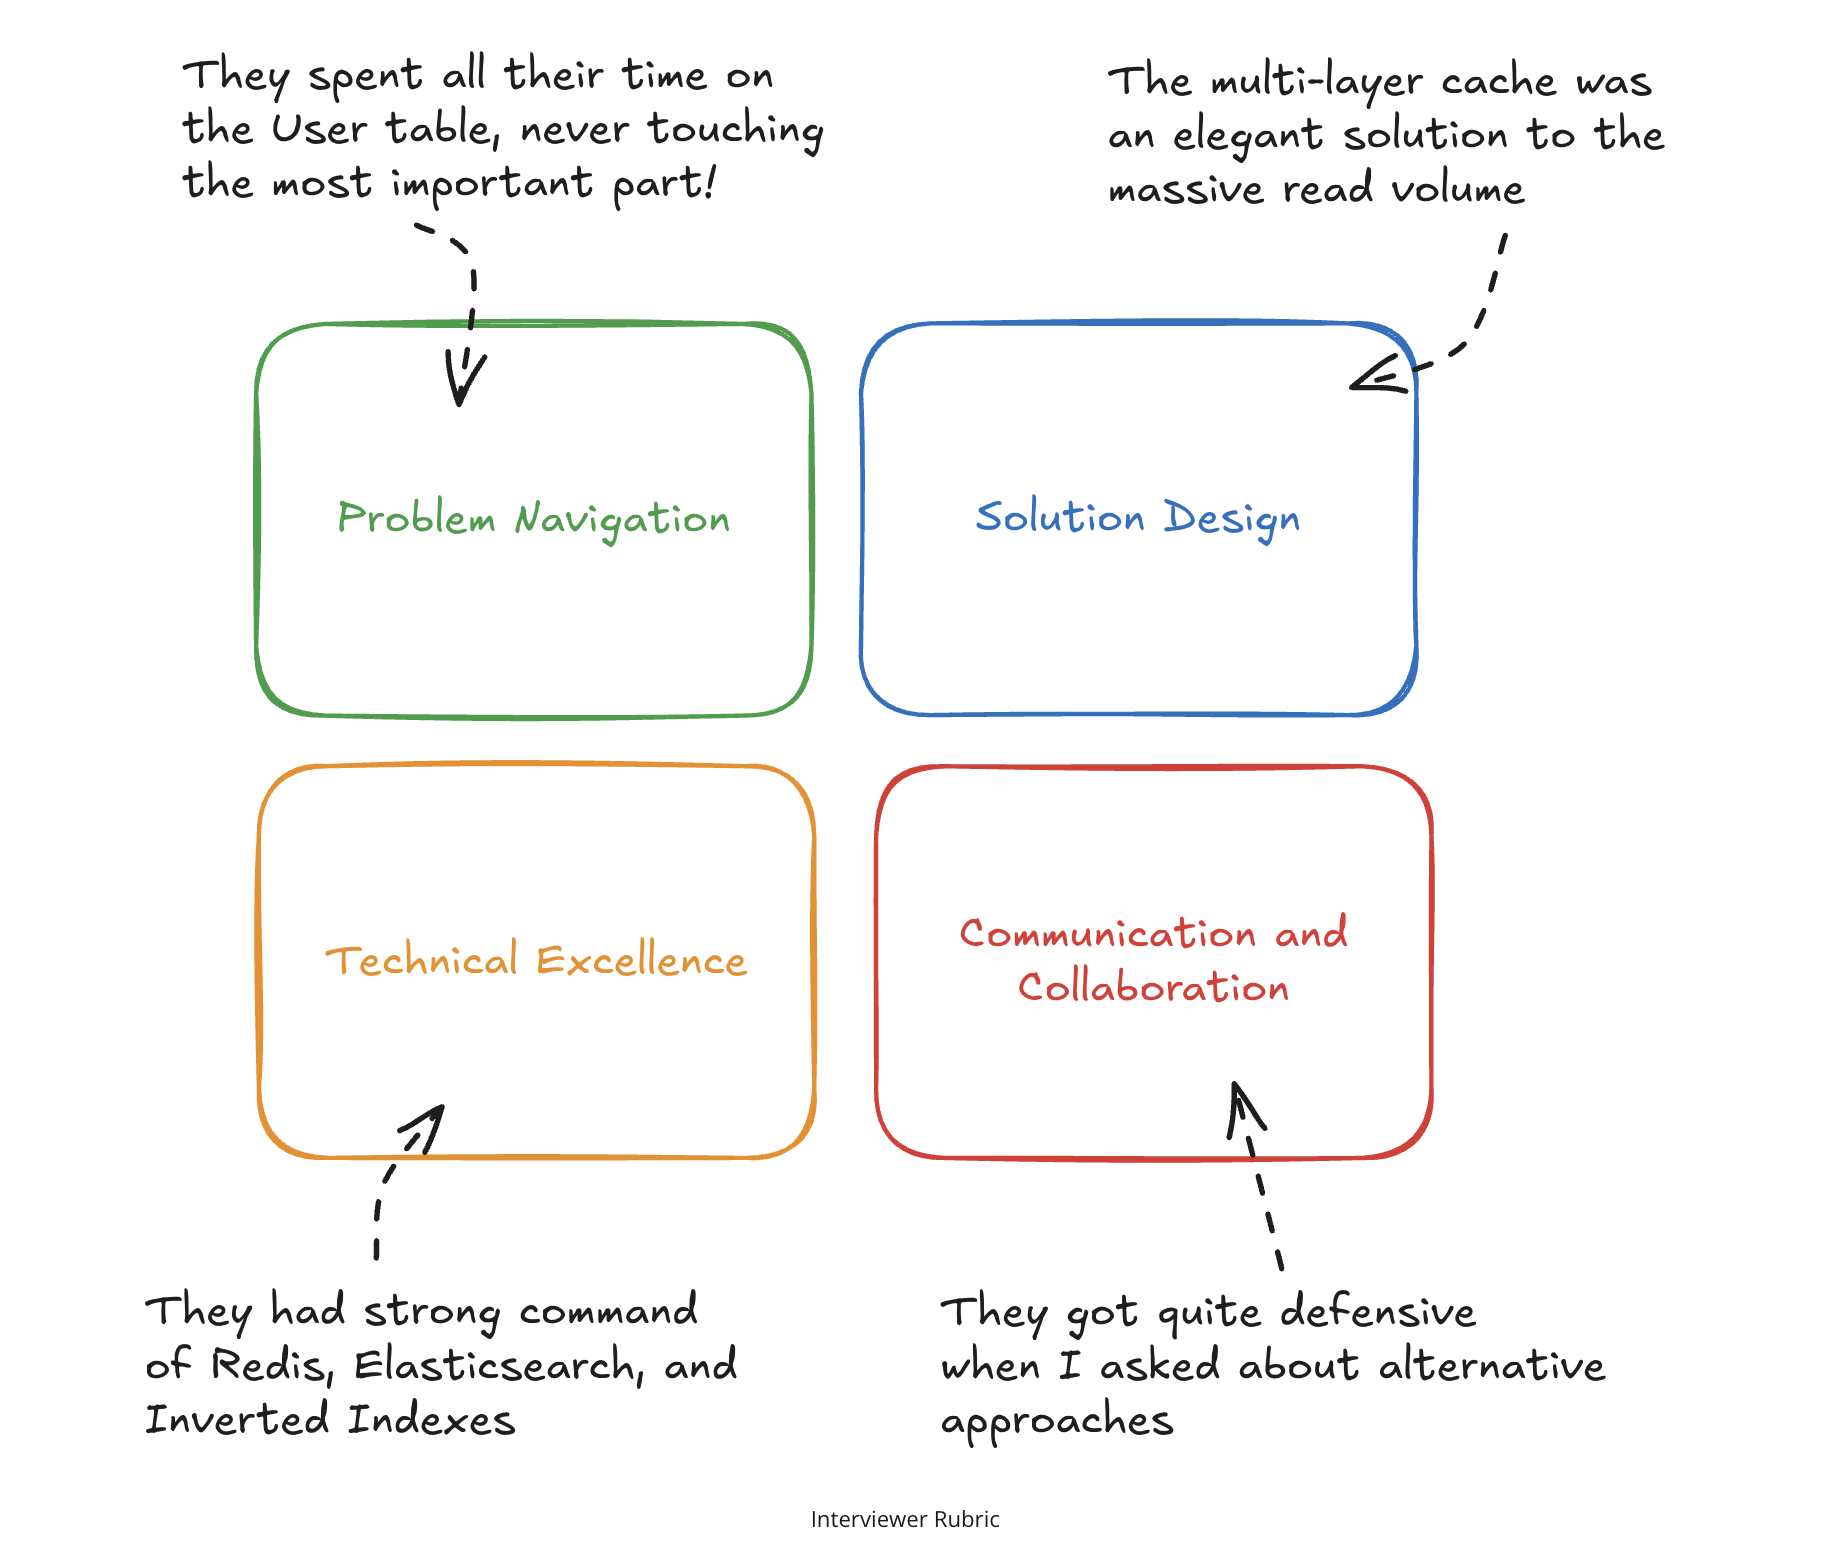 They spent all their time on
the User table, never touching
the most important part!
The multi-layer cache was
an elegant solution to the
massive read volume
Problem Navigation
Solution Design
Technical Excellence
Communication and
Collaboration
They had strong command
of Redis, Elasticsearch, and
Inverted Indexes
They got quite defensive
when I asked about alternative
approaches
Interviewer Rubric